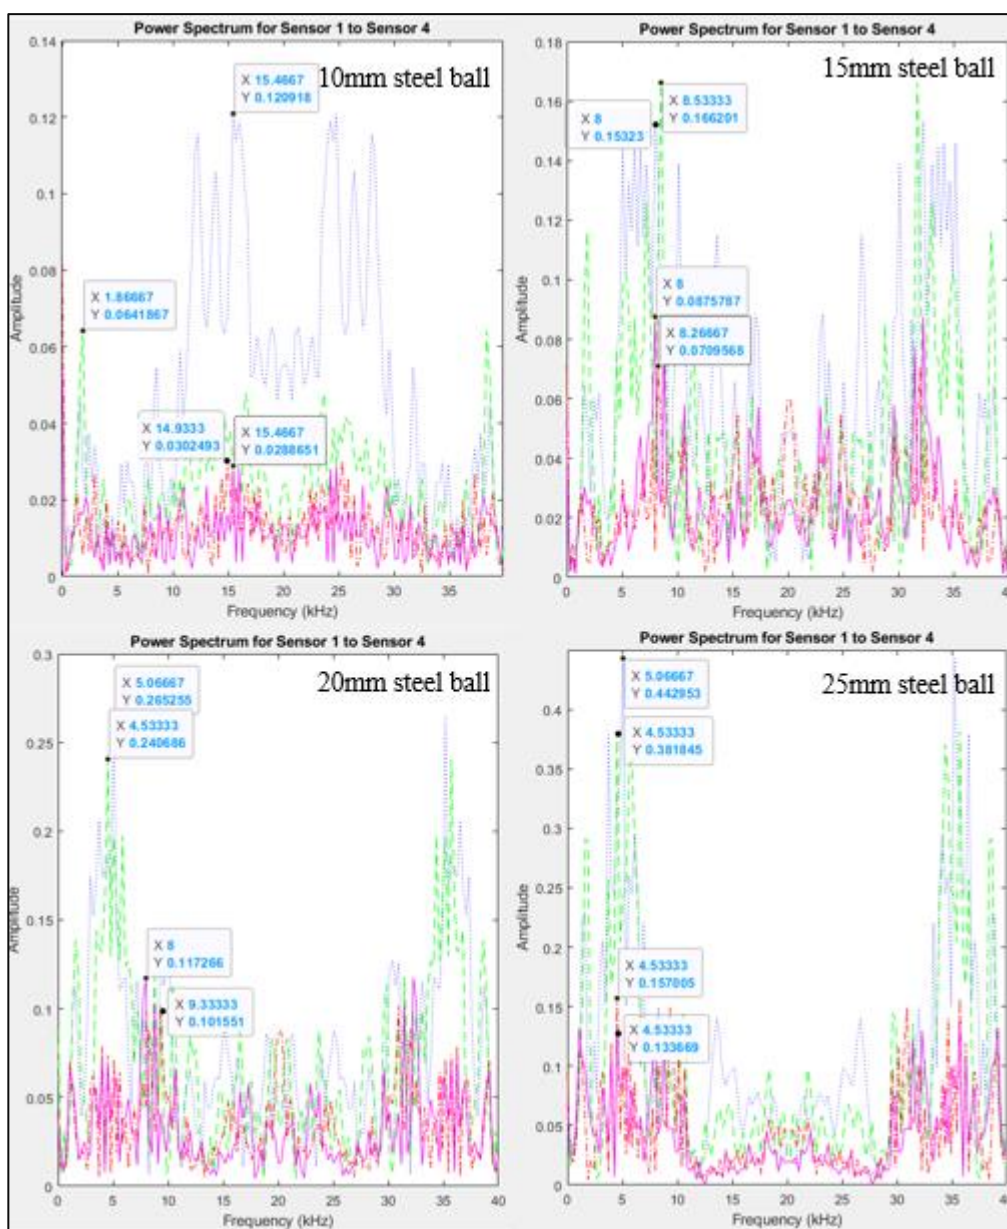 Power Spectrum for Sensor 1 to Sensor 4
10mm steel ball
0.14
0.12
0.1
0.08
0.06
0.04
0.02
0
Amplitude
X 15.4667
Y 0.120918
X 1.86667
Y 0.0641867
X 14.9333
Y 0.0302493
X 15.4667
Y 0.0288651
0 5 10 15 20 25 30 35
Frequency (kHz)
Power Spectrum for Sensor 1 to Sensor 4
15mm steel ball
0.18
0.16
0.14
0.12
0.1
0.08
0.06
0.04
0.02
0
Amplitude
X 8.53333
Y 0.166201
X 8
Y 0.15323
X 8
Y 0.0875787
X 8.26667
Y 0.0709568
0 5 10 15 20 25 30 35 40
Frequency (kHz)
Power Spectrum for Sensor 1 to Sensor 4
20mm steel ball
0.3
0.25
0.2
0.15
0.1
0.05
0
Amplitude
X 5.06667
Y 0.265255
X 4.53333
Y 0.240686
X 8
Y 0.117266
X 9.33333
Y 0.101551
0 5 10 15 20 25 30 35 40
Frequency (kHz)
Power Spectrum for Sensor 1 to Sensor 4
25mm steel ball
0.4
0.35
0.3
0.25
0.2
0.15
0.1
0.05
0
Amplitude
X 5.06667
Y 0.442953
X 4.53333
Y 0.381845
X 4.53333
Y 0.157005
X 4.53333
Y 0.133669
0 5 10 15 20 25 30 35 40
Frequency (kHz)